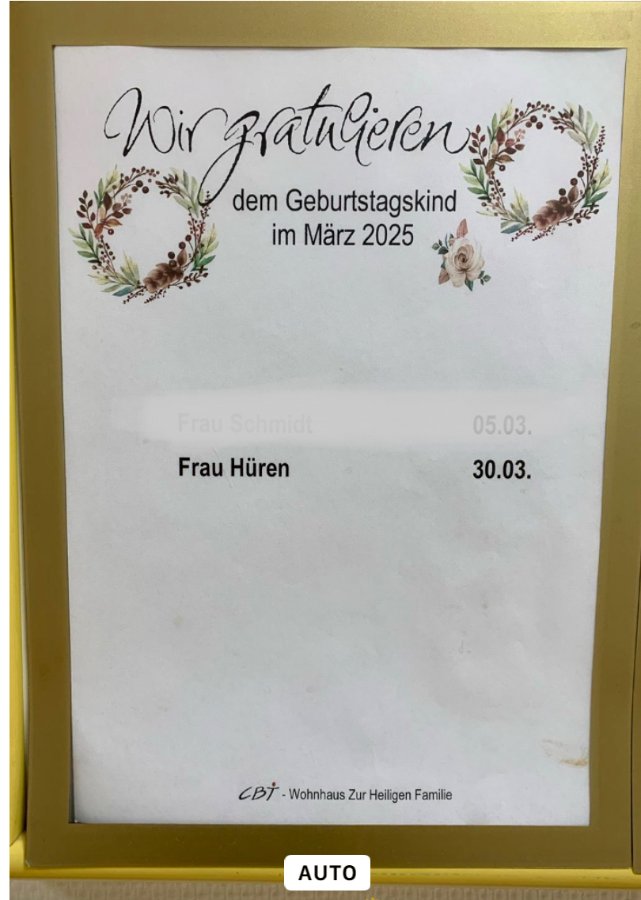 Wir gratulieren
dem Geburtstagskind
im März 2025
Frau Schmidt 05.03.
Frau Hüren 30.03.
CBT - Wohnhaus Zur Heiligen Familie
AUTO